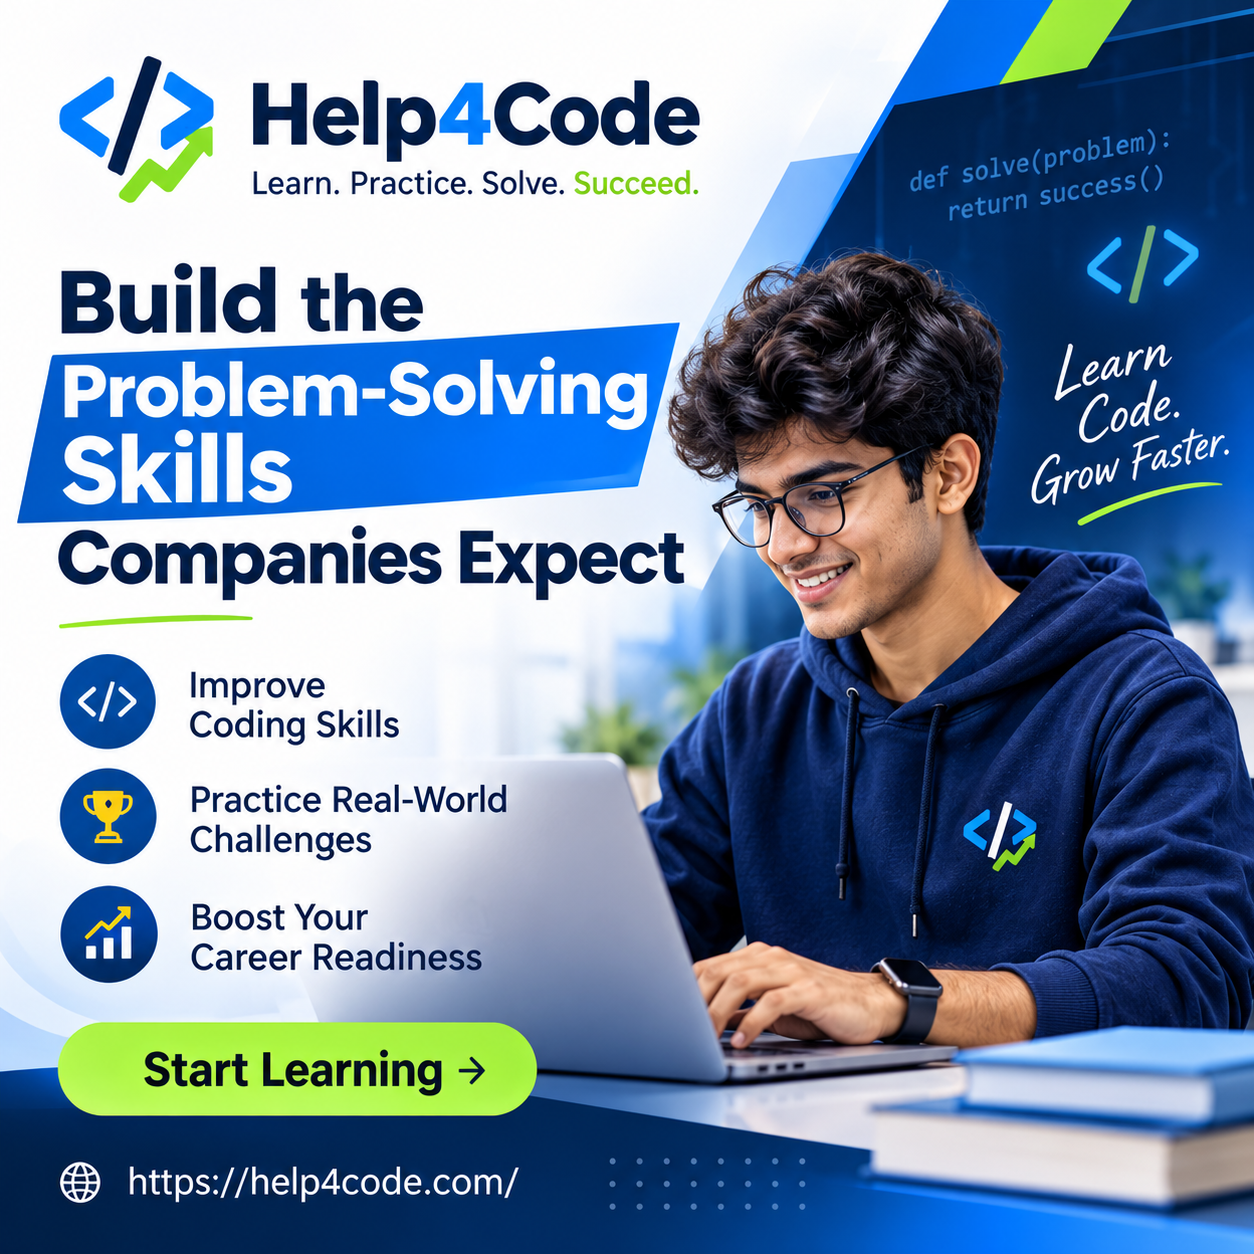 Help4Code
Learn. Practice. Solve. Succeed.
def solve(problem):
return success()
</>
Learn
Code.
Grow Faster.
Build the
Problem-Solving
Skills
Companies Expect
</>
Improve
Coding Skills
Practice Real-World
Challenges
Boost Your
Career Readiness
Start Learning →
https://help4code.com/